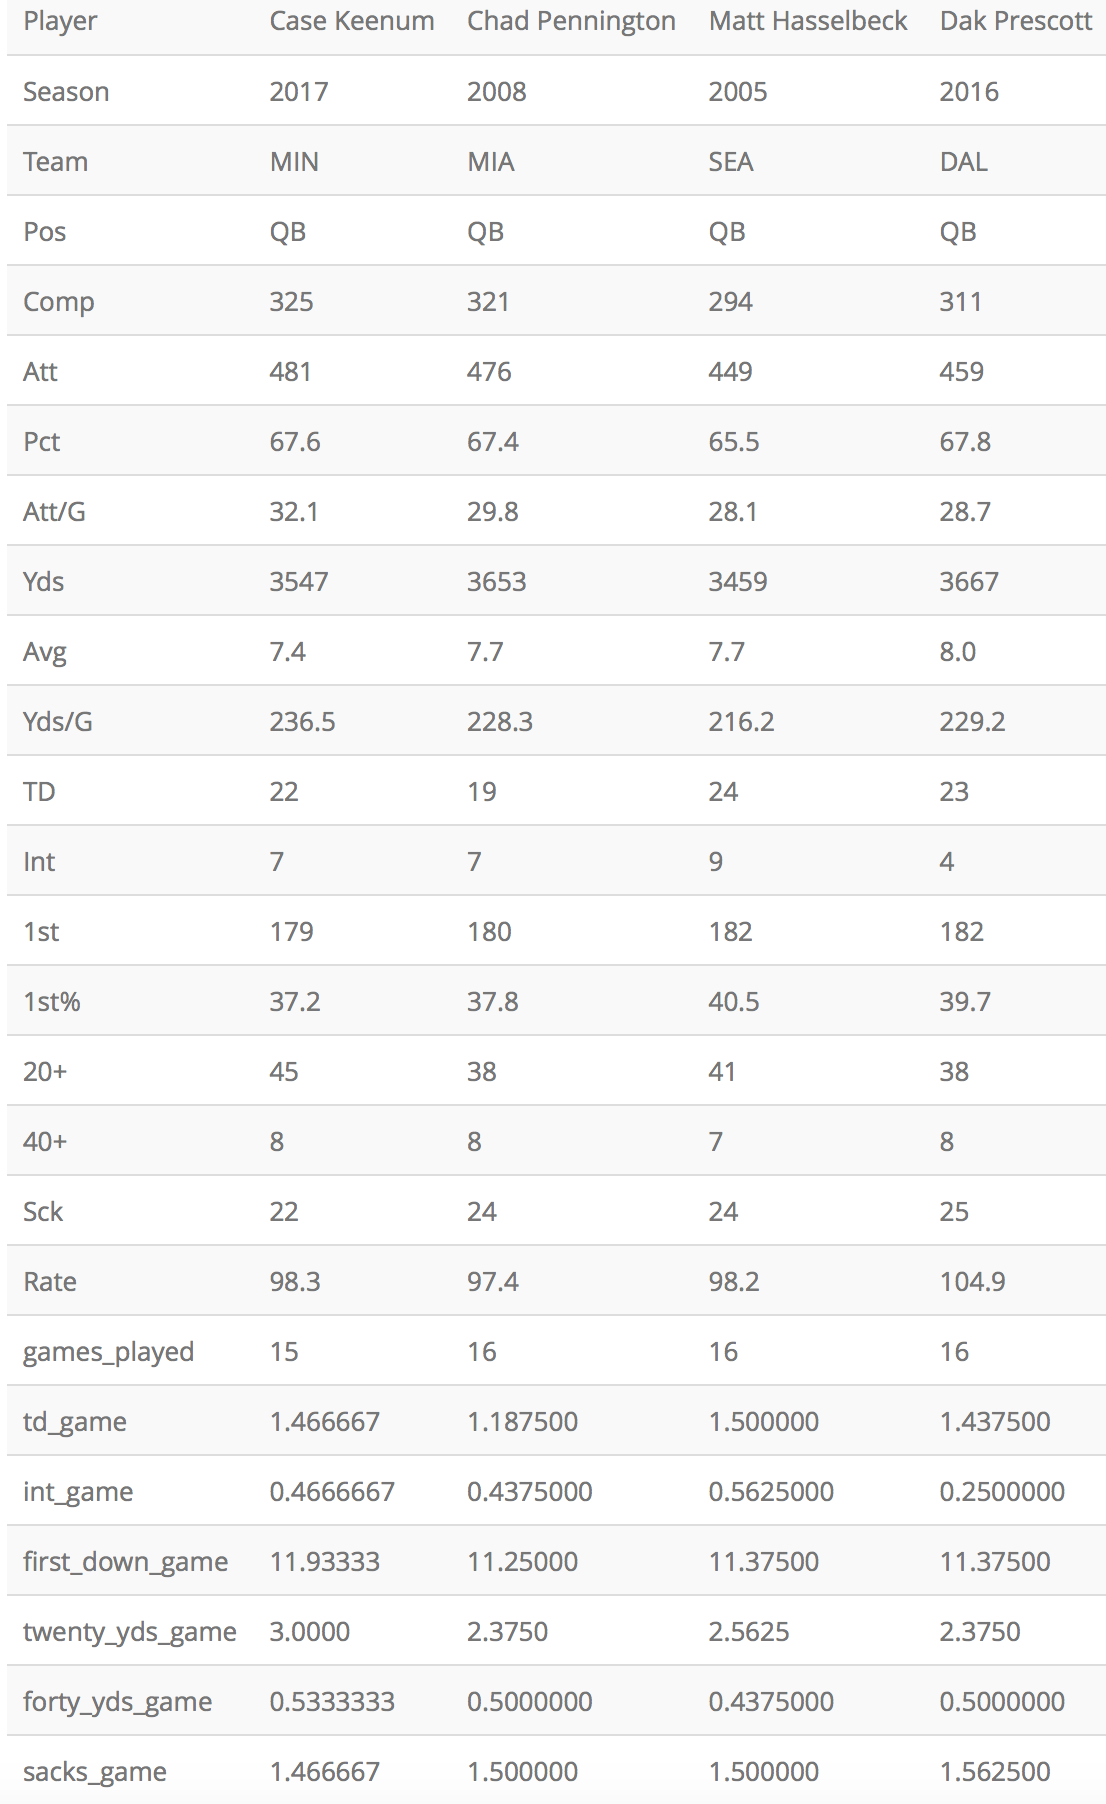 Player Case Keenum Chad Pennington Matt Hasselbeck Dak Prescott
Season 2017 2008 2005 2016
Team MIN MIA SEA DAL
Pos QB QB QB QB
Comp 325 321 294 311
Att 481 476 449 459
Pct 67.6 67.4 65.5 67.8
Att/G 32.1 29.8 28.1 28.7
Yds 3547 3653 3459 3667
Avg 7.4 7.7 7.7 8.0
Yds/G 236.5 228.3 216.2 229.2
TD 22 19 24 23
Int 7 7 9 4
1st 179 180 182 182
1st% 37.2 37.8 40.5 39.7
20+ 45 38 41 38
40+ 8 8 7 8
Sck 22 24 24 25
Rate 98.3 97.4 98.2 104.9
games_played 15 16 16 16
td_game 1.466667 1.187500 1.500000 1.437500
int_game 0.4666667 0.4375000 0.5625000 0.2500000
first_down_game 11.93333 11.25000 11.37500 11.37500
twenty_yds_game 3.0000 2.3750 2.5625 2.3750
forty_yds_game 0.5333333 0.5000000 0.4375000 0.5000000
sacks_game 1.466667 1.500000 1.500000 1.562500